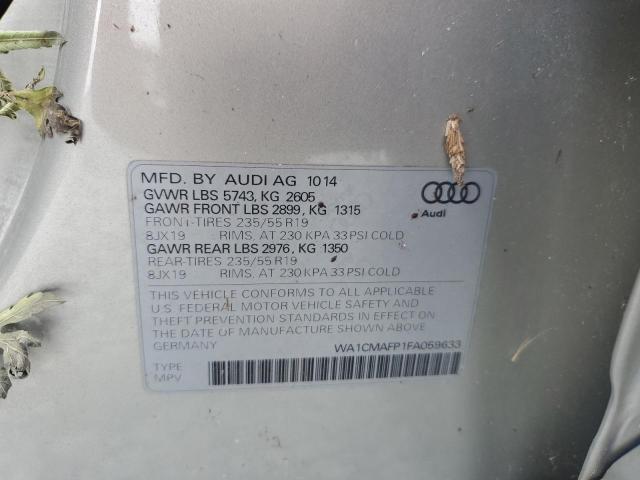 MFD. BY AUDI AG 10 14
GVWR LBS 5743, KG 2605
GAWR FRONT LBS 2899, KG 1315
FRONT-TIRES 235/55 R19
8JX19 RIMS, AT 230 KPA 33 PSI COLD
GAWR REAR LBS 2976, KG 1350
REAR-TIRES 235/55 R19
8JX19 RIMS, AT 230 KPA 33 PSI COLD
Audi
THIS VEHICLE CONFORMS TO ALL APPLICABLE
U.S. FEDERAL MOTOR VEHICLE SAFETY AND
THEFT PREVENTION STANDARDS IN EFFECT ON
THE DATE OF MANUFACTURE SHOWN ABOVE.
GERMANY WA1CMAFP1FA059633
TYPE
MPV